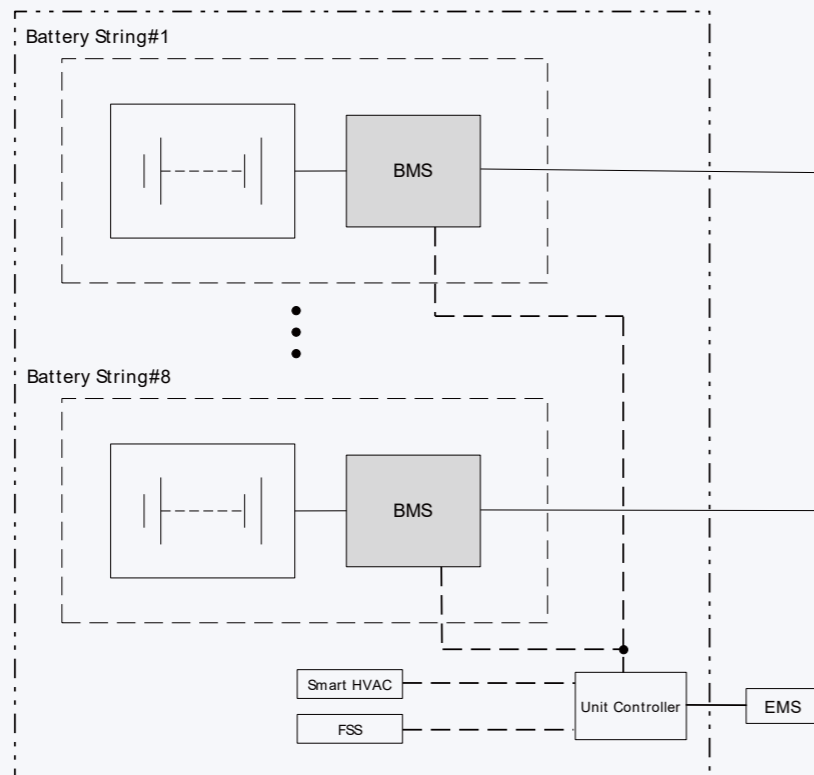 Battery String#1
BMS
Battery String#8
BMS
Smart HVAC
Unit Controller
EMS
FSS